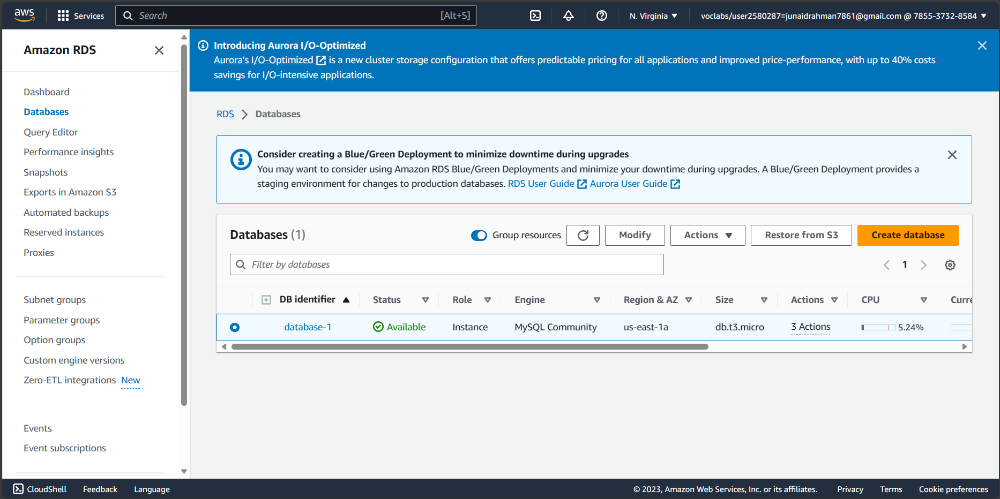 aws
Services
Search
[Alt+S]
N. Virginia
voclabs/user2580287=junaidrahman7861@gmail.com @ 7855-3732-8584
Amazon RDS
Dashboard
Databases
Query Editor
Performance insights
Snapshots
Exports in Amazon S3
Automated backups
Reserved instances
Proxies
Subnet groups
Parameter groups
Option groups
Custom engine versions
Zero-ETL integrations New
Events
Event subscriptions
Introducing Aurora I/O-Optimized
Aurora's I/O-Optimized is a new cluster storage configuration that offers predictable pricing for all applications and improved price-performance, with up to 40% costs
savings for I/O-intensive applications.
RDS Databases
Consider creating a Blue/Green Deployment to minimize downtime during upgrades
You may want to consider using Amazon RDS Blue/Green Deployments and minimize your downtime during upgrades. A Blue/Green Deployment provides a
staging environment for changes to production databases. RDS User Guide Aurora User Guide
Databases (1)
Group resources
Modify
Actions
Restore from S3
Create database
Filter by databases
1
DB identifier Status Role Engine Region & AZ Size Actions CPU Curre
database-1 Available Instance MySQL Community us-east-1a db.t3.micro 3 Actions 5.24%
CloudShell Feedback Language
© 2023, Amazon Web Services, Inc. or its affiliates. Privacy Terms Cookie preferences